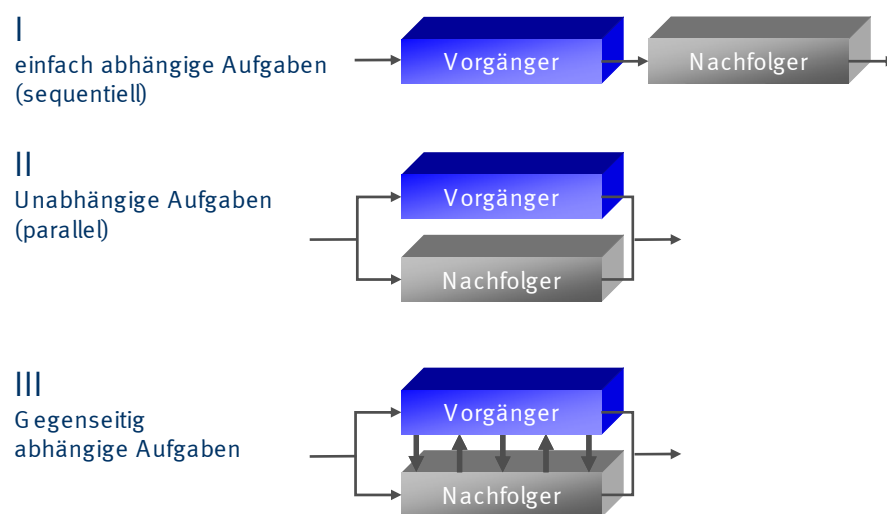 I
einfach abhängige Aufgaben
(sequentiell)
Vorgänger
Nachfolger
II
Unabhängige Aufgaben
(parallel)
Vorgänger
Nachfolger
III
Gegenseitig
abhängige Aufgaben
Vorgänger
Nachfolger